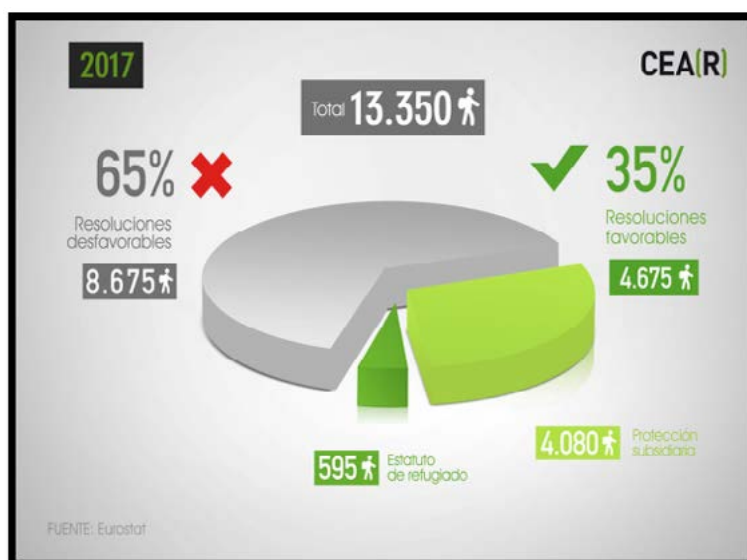 2017
CEA(R)
Total 13.350
65%
Resoluciones
desfavorables
8.675
35%
Resoluciones
favorables
4.675
595
Estatuto
de refugiado
4.080
Protección
subsidiaria
FUENTE: Eurostat